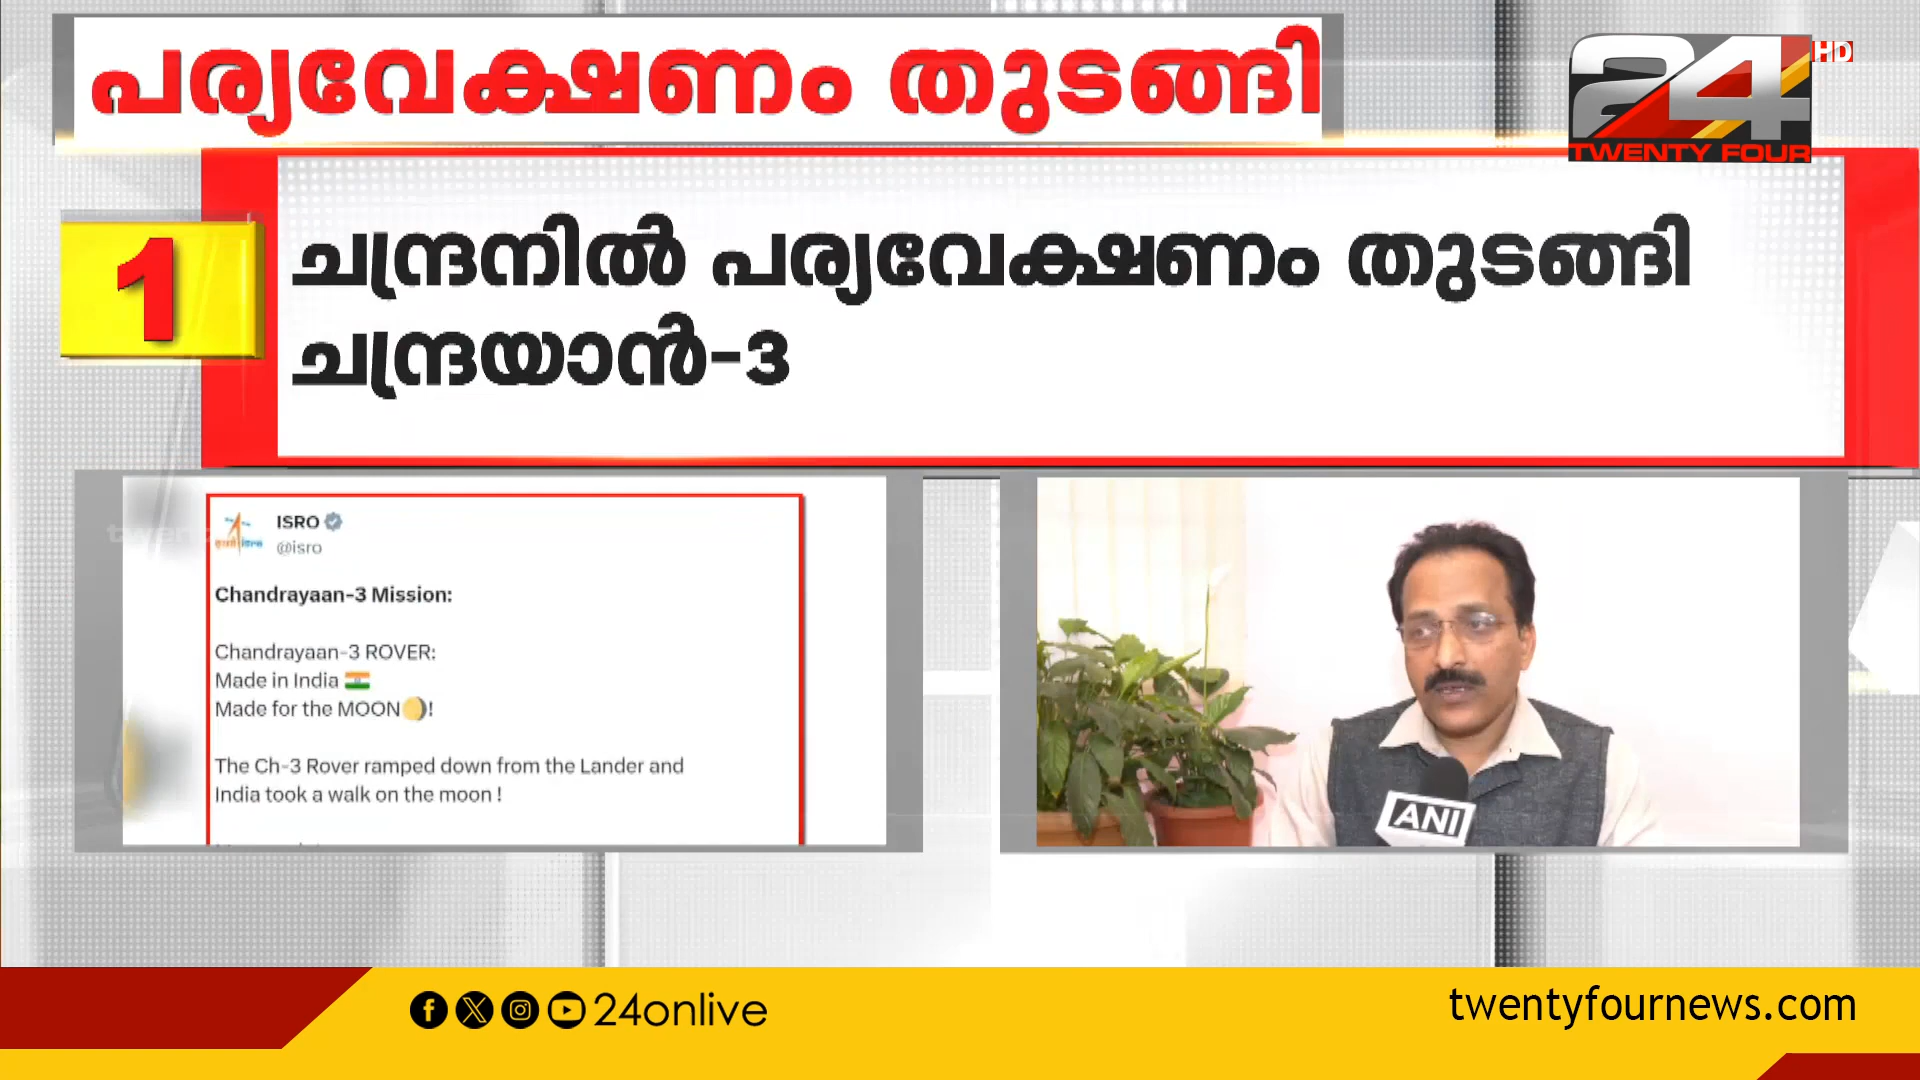 പര്യവേക്ഷണം തുടങ്ങി
24 HD
TWENTY FOUR
1
ചന്ദ്രനിൽ പര്യവേക്ഷണം തുടങ്ങി
ചന്ദ്രയാൻ-3
ISRO
@isro
Chandrayaan-3 Mission:
Chandrayaan-3 ROVER:
Made in India 🇮🇳
Made for the MOON🌖!
The Ch-3 Rover ramped down from the Lander and
India took a walk on the moon !
ANI
24onlive
twentyfournews.com